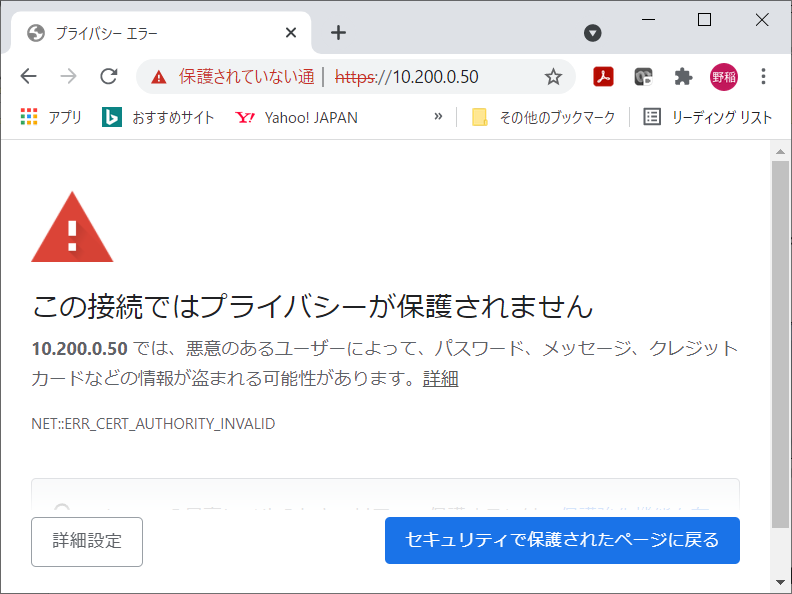 プライバシー エラー
保護されていない通 | https://10.200.0.50
野稲
アプリ おすすめサイト Yahoo! JAPAN » その他のブックマーク リーディング リスト
この接続ではプライバシーが保護されません
10.200.0.50 では、悪意のあるユーザーによって、パスワード、メッセージ、クレジット
カードなどの情報が盗まれる可能性があります。詳細
NET::ERR_CERT_AUTHORITY_INVALID
詳細設定 セキュリティで保護されたページに戻る